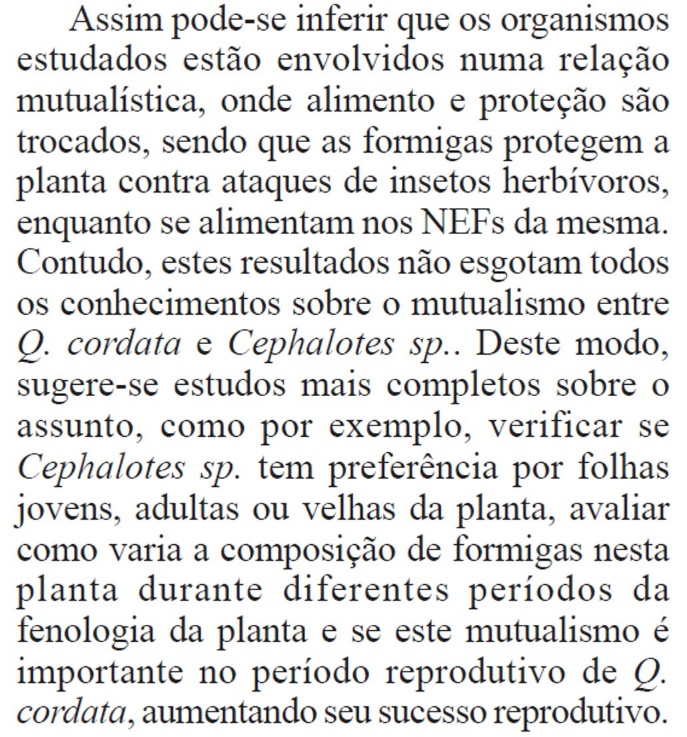 Assim pode-se inferir que os organismos
estudados estão envolvidos numa relação
mutualística, onde alimento e proteção são
trocados, sendo que as formigas protegem a
planta contra ataques de insetos herbívoros,
enquanto se alimentam nos NEFs da mesma.
Contudo, estes resultados não esgotam todos
os conhecimentos sobre o mutualismo entre
Q. cordata e Cephalotes sp.. Deste modo,
sugere-se estudos mais completos sobre o
assunto, como por exemplo, verificar se
Cephalotes sp. tem preferência por folhas
jovens, adultas ou velhas da planta, avaliar
como varia a composição de formigas nesta
planta durante diferentes períodos da
fenologia da planta e se este mutualismo é
importante no período reprodutivo de Q.
cordata, aumentando seu sucesso reprodutivo.